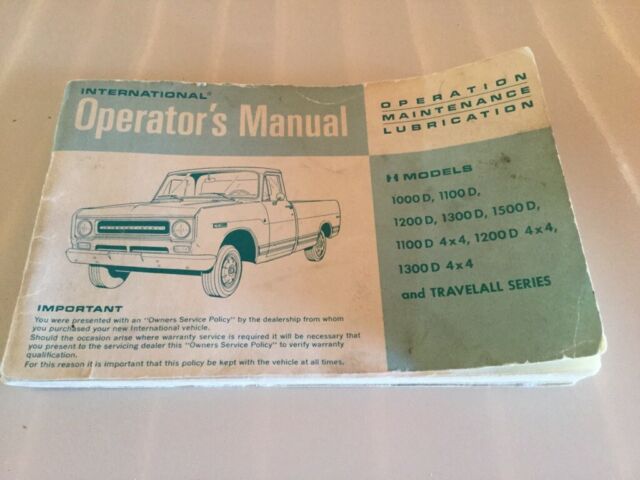 INTERNATIONAL®
Operator's Manual
OPERATION
MAINTENANCE
LUBRICATION
MODELS
1000 D, 1100 D,
1200 D, 1300 D, 1500 D,
1100 D 4x4, 1200 D 4x4,
1300 D 4x4
and TRAVELALL SERIES
INTERNATIONAL
IMPORTANT
You were presented with an "Owners Service Policy" by the dealership from whom
you purchased your new International vehicle.
Should the occasion arise where warranty service is required it will be necessary that
you present to the servicing dealer this "Owners Service Policy" to verify warranty
qualification.
For this reason it is important that this policy be kept with the vehicle at all times.